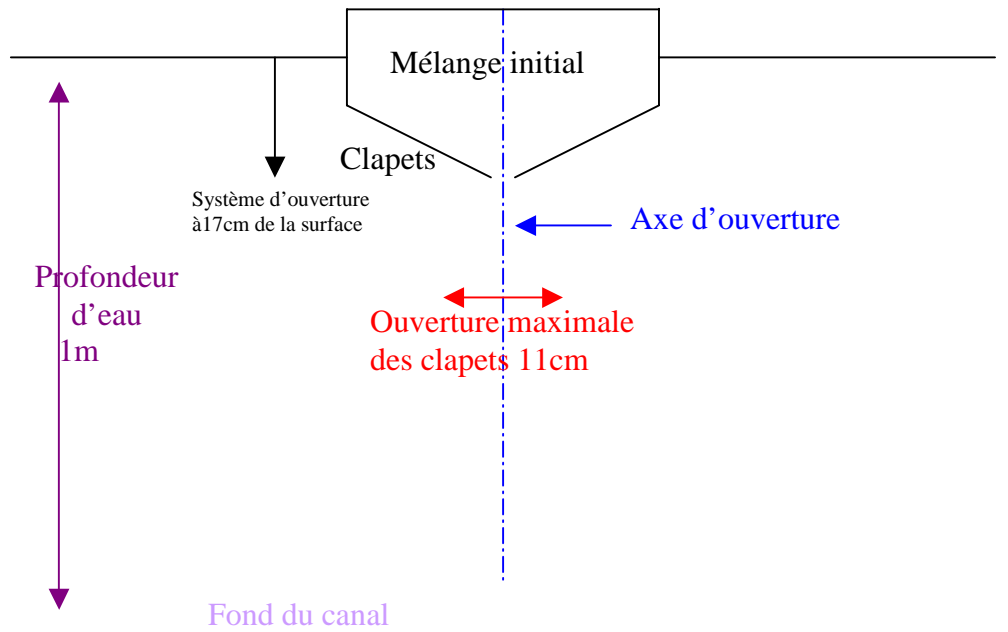 Mélange initial
Clapets
Système d’ouverture
à17cm de la surface
Axe d’ouverture
Profondeur
d’eau
1m
Ouverture maximale
des clapets 11cm
Fond du canal